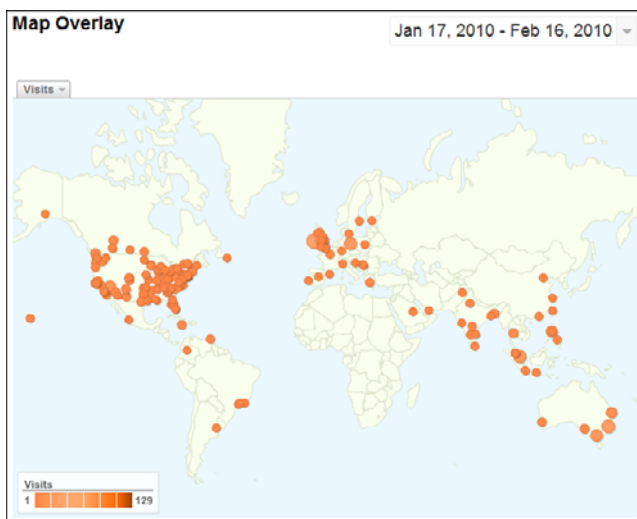 Map Overlay
Jan 17, 2010 - Feb 16, 2010
Visits
Visits
1 129